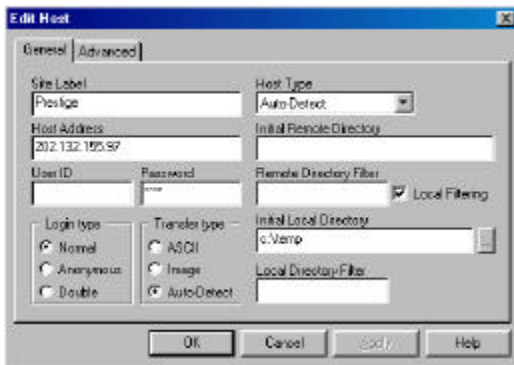 Edit Host
General Advanced
Site Label
Prestige
Host Address
202.132.155.97
User ID
Password
****
Login type
Normal
Anonymous
Double
Transfer type
ASCII
Image
Auto-Detect
Host Type
Auto-Detect
Initial Remote Directory
Remote Directory Filter
Local Filtering
Initial Local Directory
c:\temp
...
Local Directory Filter
OK Cancel Apply Help